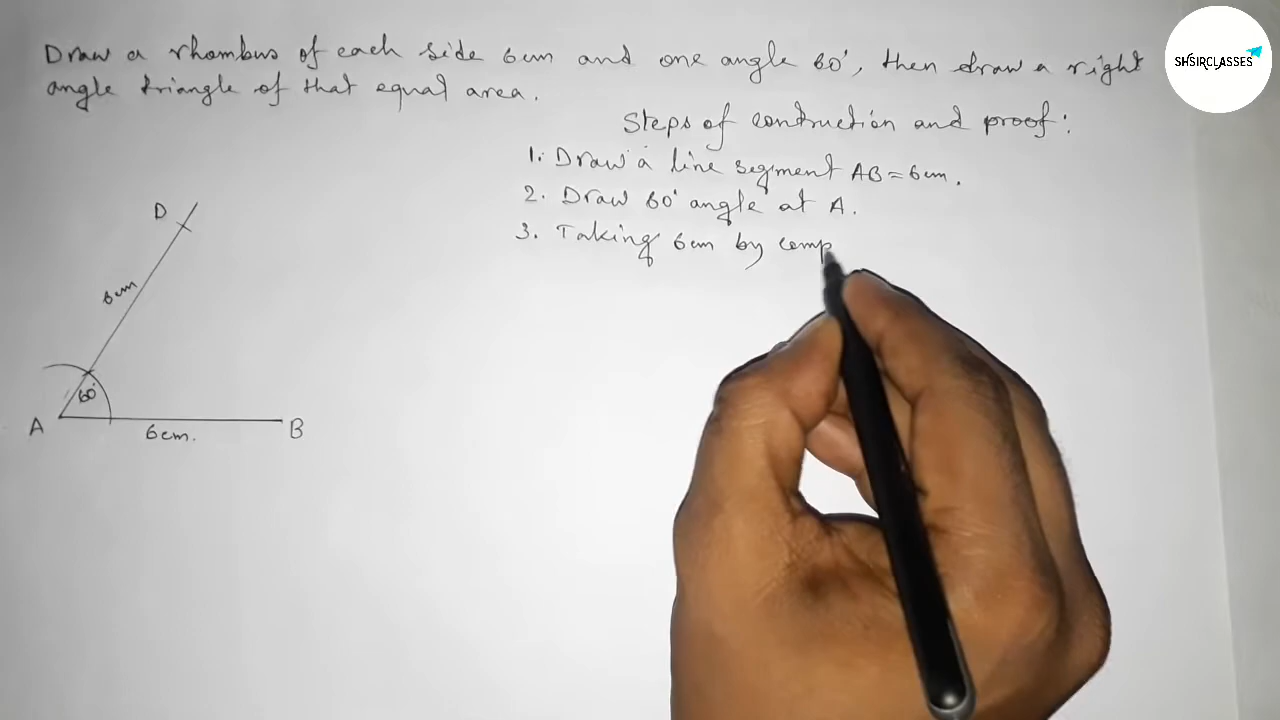 Draw a rhombus of each side 6cm and one angle 60°, then draw a right
angle triangle of that equal area.
SHSIRCLASSES
Steps of contruction and proof:
1. Draw a line segment AB = 6cm.
2. Draw 60° angle at A.
3. Taking 6cm by comp
D
6cm
60°
A
6cm.
B